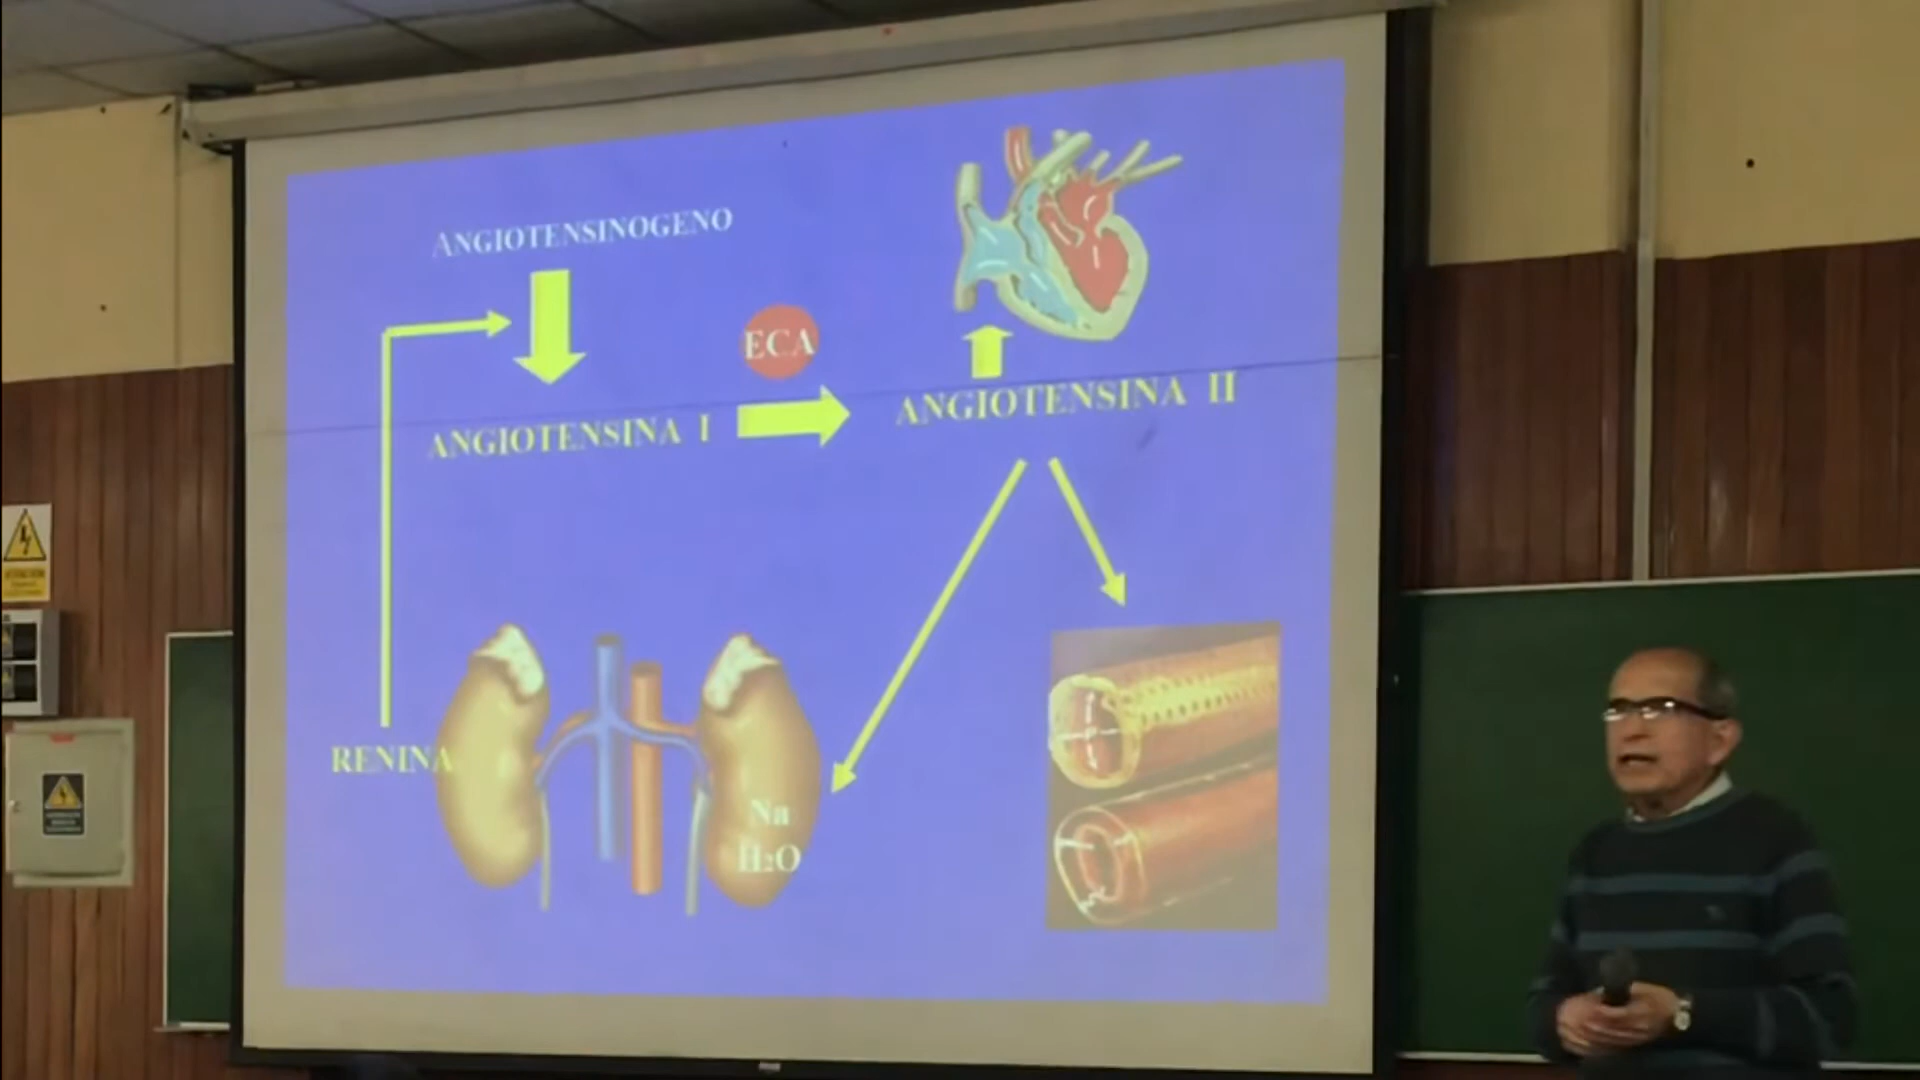 ANGIOTENSINOGENO
ECA
ANGIOTENSINA I
ANGIOTENSINA II
RENINA
Na
H₂O